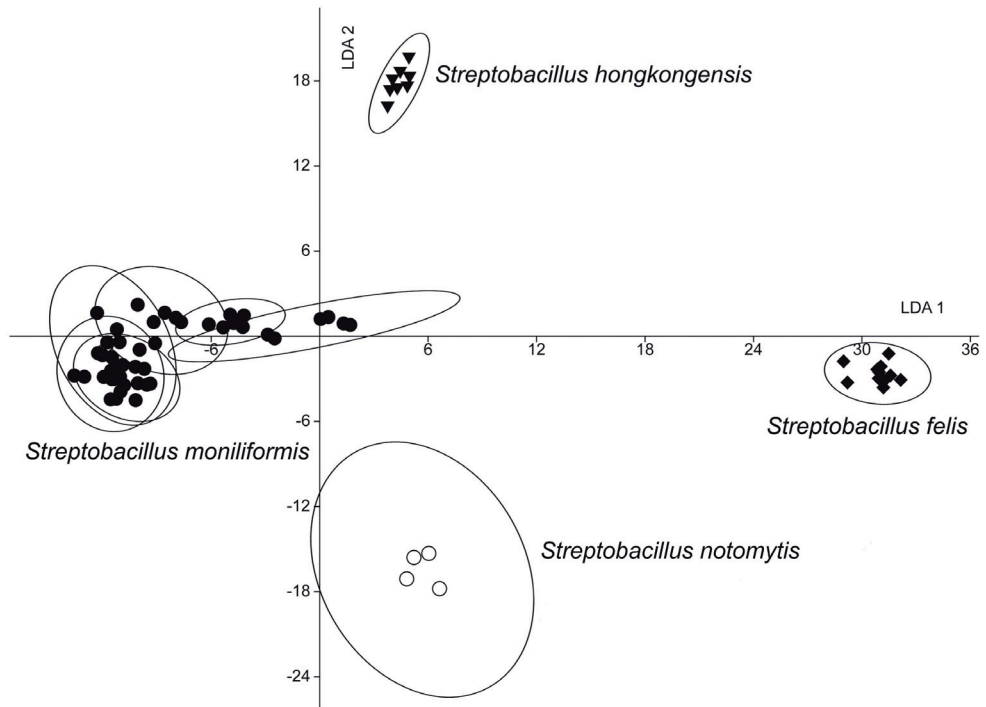 LDA 2
Streptobacillus hongkongensis
18
12
6
LDA 1
-6
6
12
18
24
30
36
-6
Streptobacillus felis
Streptobacillus moniliformis
-12
Streptobacillus notomytis
-18
-24